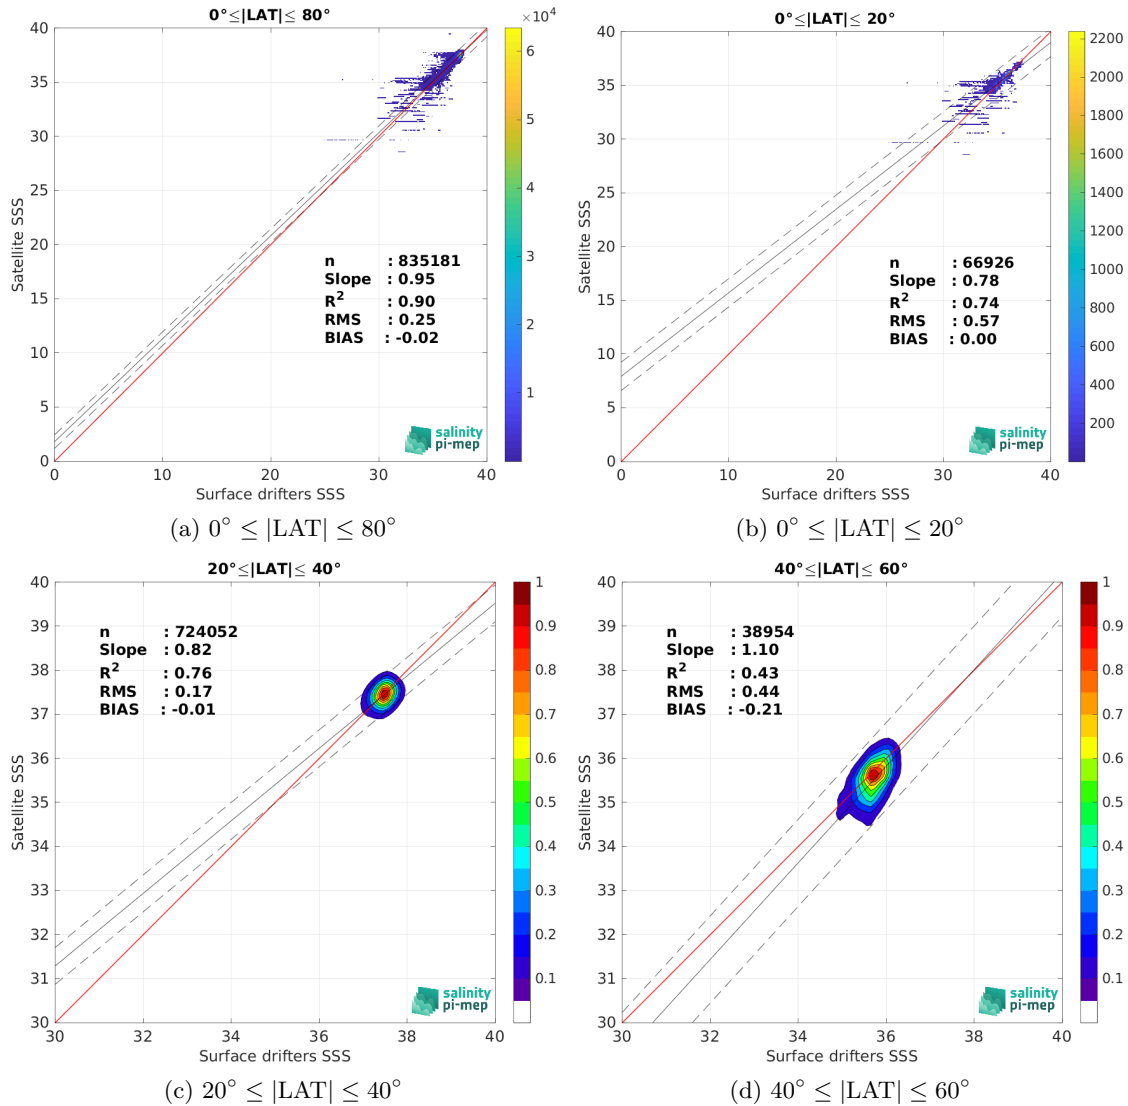 0°≤|LAT|≤ 80°
×10⁴
Satellite SSS
40
35
30
25
20
15
10
5
0
n : 835181
Slope : 0.95
R² : 0.90
RMS : 0.25
BIAS : -0.02
salinity
pi-mep
0 10 20 30 40
Surface drifters SSS
6
5
4
3
2
1
(a) 0° ≤ |LAT| ≤ 80°
0°≤|LAT|≤ 20°
Satellite SSS
40
35
30
25
20
15
10
5
0
n : 66926
Slope : 0.78
R² : 0.74
RMS : 0.57
BIAS : 0.00
salinity
pi-mep
0 10 20 30 40
Surface drifters SSS
2200
2000
1800
1600
1400
1200
1000
800
600
400
200
(b) 0° ≤ |LAT| ≤ 20°
20°≤|LAT|≤ 40°
Satellite SSS
40
39
38
37
36
35
34
33
32
31
30
n : 724052
Slope : 0.82
R² : 0.76
RMS : 0.17
BIAS : -0.01
salinity
pi-mep
30 32 34 36 38 40
Surface drifters SSS
1
0.9
0.8
0.7
0.6
0.5
0.4
0.3
0.2
0.1
(c) 20° ≤ |LAT| ≤ 40°
40°≤|LAT|≤ 60°
Satellite SSS
40
39
38
37
36
35
34
33
32
31
30
n : 38954
Slope : 1.10
R² : 0.43
RMS : 0.44
BIAS : -0.21
salinity
pi-mep
30 32 34 36 38 40
Surface drifters SSS
1
0.9
0.8
0.7
0.6
0.5
0.4
0.3
0.2
0.1
(d) 40° ≤ |LAT| ≤ 60°